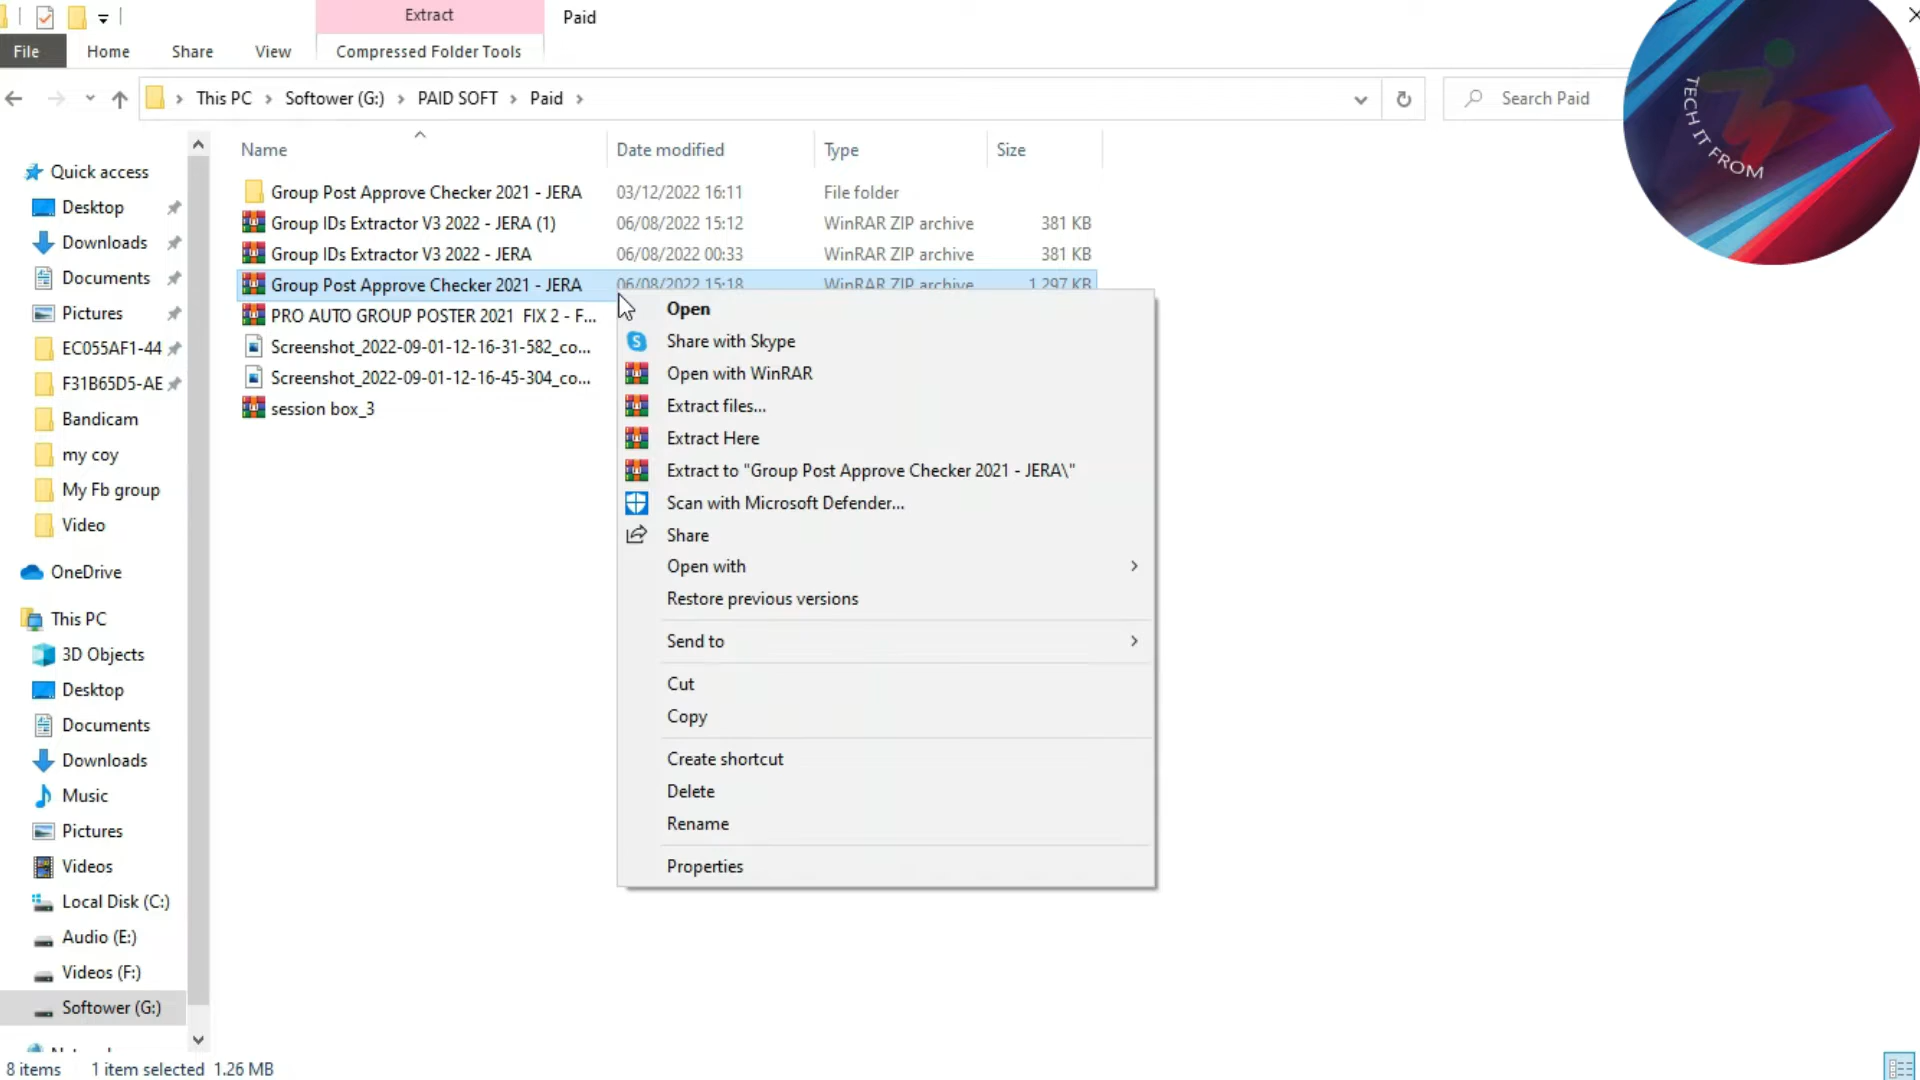 Extract
Paid
File
Home
Share
View
Compressed Folder Tools
This PC
Softower (G:)
PAID SOFT
Paid
Search Paid
TECH IT FROM
Name
Date modified
Type
Size
Group Post Approve Checker 2021 - JERA
03/12/2022 16:11
File folder
Group IDs Extractor V3 2022 - JERA (1)
06/08/2022 15:12
WinRAR ZIP archive
381 KB
Group IDs Extractor V3 2022 - JERA
06/08/2022 00:33
WinRAR ZIP archive
381 KB
Group Post Approve Checker 2021 - JERA
06/08/2022 15:18
WinRAR ZIP archive
1,297 KB
PRO AUTO GROUP POSTER 2021 FIX 2 - F...
Screenshot_2022-09-01-12-16-31-582_co...
Screenshot_2022-09-01-12-16-45-304_co...
session box_3
Quick access
Desktop
Downloads
Documents
Pictures
EC055AF1-44
F31B65D5-AE
Bandicam
my coy
My Fb group
Video
OneDrive
This PC
3D Objects
Desktop
Documents
Downloads
Music
Pictures
Videos
Local Disk (C:)
Audio (E:)
Videos (F:)
Softower (G:)
Open
Share with Skype
Open with WinRAR
Extract files...
Extract Here
Extract to "Group Post Approve Checker 2021 - JERA\"
Scan with Microsoft Defender...
Share
Open with
Restore previous versions
Send to
Cut
Copy
Create shortcut
Delete
Rename
Properties
8 items
1 item selected 1.26 MB